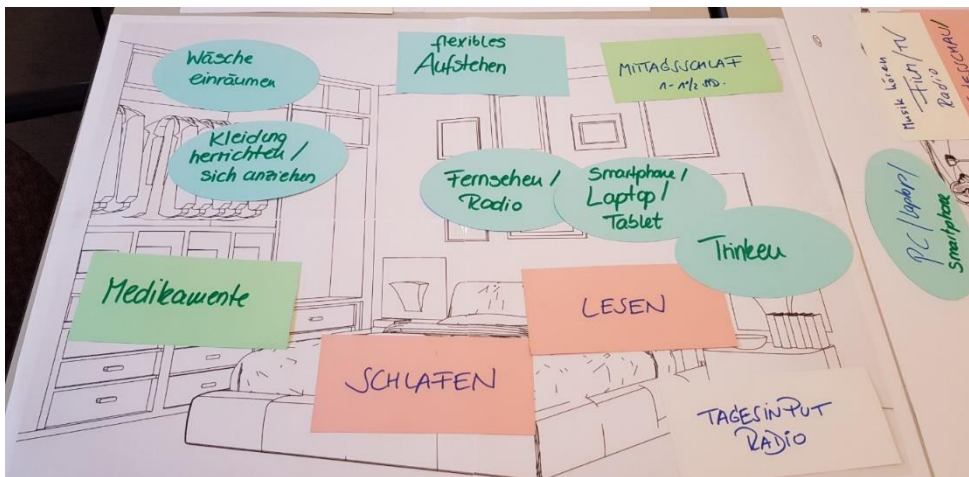 Wäsche
einräumen
flexibles
Aufstehen
MITTAGSSCHLAF
1 - 1 1/2 STD.
Kleidung
herrichten /
sich anziehen
Fernsehen /
Radio
Smartphone /
Laptop /
Tablet
Trinken
Medikamente
LESEN
SCHLAFEN
TAGESINPUT
RADIO
Musik hören
Film / TV
Radio
PC / Laptop /
Smartphone